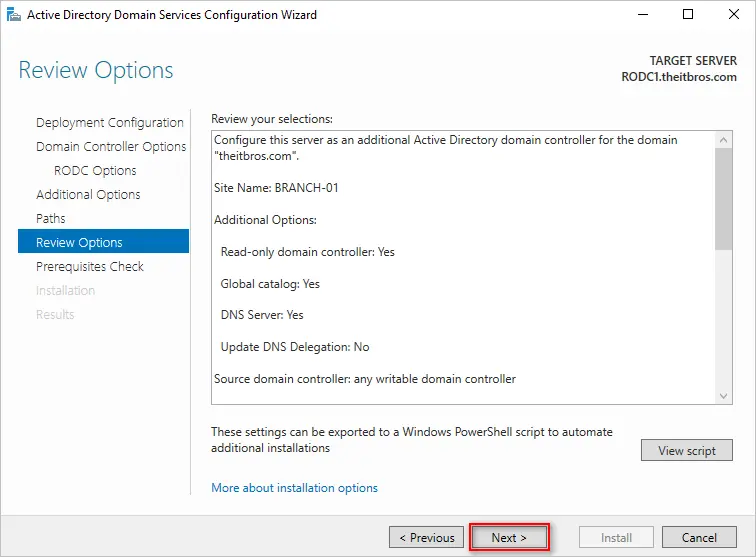 Active Directory Domain Services Configuration Wizard
Review Options
TARGET SERVER
RODC1.theitbros.com
Deployment Configuration
Domain Controller Options
RODC Options
Additional Options
Paths
Review Options
Prerequisites Check
Installation
Results
Review your selections:
Configure this server as an additional Active Directory domain controller for the domain
"theitbros.com".
Site Name: BRANCH-01
Additional Options:
Read-only domain controller: Yes
Global catalog: Yes
DNS Server: Yes
Update DNS Delegation: No
Source domain controller: any writable domain controller
These settings can be exported to a Windows PowerShell script to automate
additional installations
View script
More about installation options
< Previous
Next >
Install
Cancel